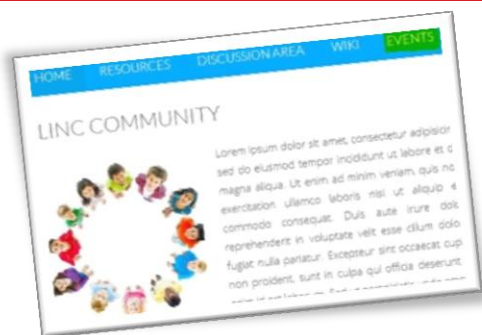 HOME RESOURCES DISCUSSION AREA WIKI EVENTS
LINC COMMUNITY
Lorem ipsum dolor sit amet, consectetur adipisicir
sed do eiusmod tempor incididunt ut labore et d
magna aliqua. Ut enim ad minim veniam, quis no
exercitation ullamco laboris nisi ut aliquip e
commodo consequat. Duis aute irure dolo
reprehenderit in voluptate velit esse cillum dolo
fugiat nulla pariatur. Excepteur sint occaecat cup
non proident, sunt in culpa qui officia deserunt